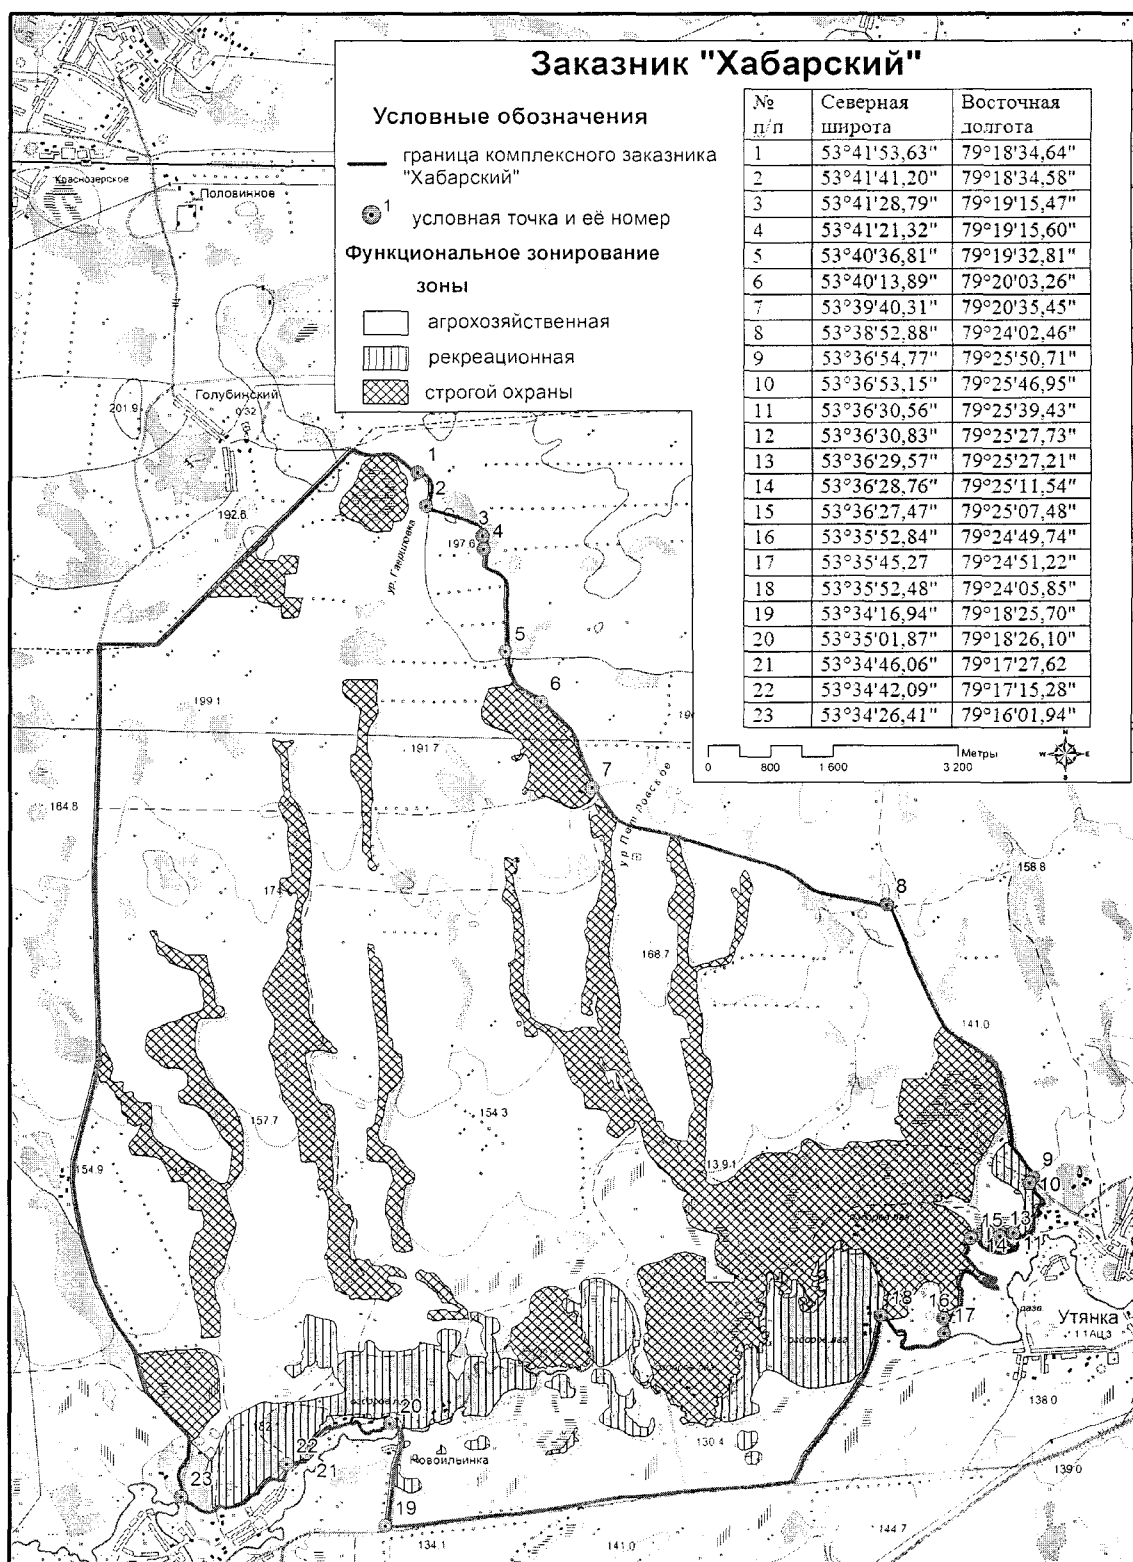 Заказник "Хабарский"
Условные обозначения
граница комплексного заказника
"Хабарский"
1 условная точка и её номер
Функциональное зонирование
зоны
агрохозяйственная
рекреационная
строгой охраны
№ п/п Северная широта Восточная долгота
1 53°41'53,63" 79°18'34,64"
2 53°41'41,20" 79°18'34,58"
3 53°41'28,79" 79°19'15,47"
4 53°41'21,32" 79°19'15,60"
5 53°40'36,81" 79°19'32,81"
6 53°40'13,89" 79°20'03,26"
7 53°39'40,31" 79°20'35,45"
8 53°38'52,88" 79°24'02,46"
9 53°36'54,77" 79°25'50,71"
10 53°36'53,15" 79°25'46,95"
11 53°36'30,56" 79°25'39,43"
12 53°36'30,83" 79°25'27,73"
13 53°36'29,57" 79°25'27,21"
14 53°36'28,76" 79°25'11,54"
15 53°36'27,47" 79°25'07,48"
16 53°35'52,84" 79°24'49,74"
17 53°35'45,27 79°24'51,22"
18 53°35'52,48" 79°24'05,85"
19 53°34'16,94" 79°18'25,70"
20 53°35'01,87" 79°18'26,10"
21 53°34'46,06" 79°17'27,62
22 53°34'42,09" 79°17'15,28"
23 53°34'26,41" 79°16'01,94"
Метры
0 800 1 600 3 200
N
W E
S
Краснозерское
Половинное
Голубинский
0.32
201.9
192.8
1
2
3
4
197.6
ур. Гавриловка
5
6
199.1
191.7
7
ур Петровское
164.8
8
158.8
168.7
141.0
154.3
157.7
154.9
139.1
9
10
15
13
14
11
18
16
17
разв.
Утянка
138.0
20
Новоильинка
130.4
22
21
23
139.0
19
134.1
141.0
144.7